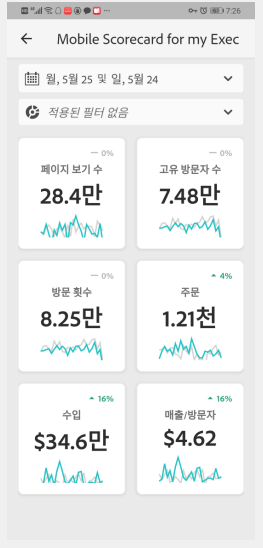 7:26
Mobile Scorecard for my Exec
월, 5월 25 및 일, 5월 24
적용된 필터 없음
0%
페이지 보기 수
28.4만
0%
고유 방문자 수
7.48만
0%
방문 횟수
8.25만
4%
주문
1.21천
16%
수입
$34.6만
16%
매출/방문자
$4.62